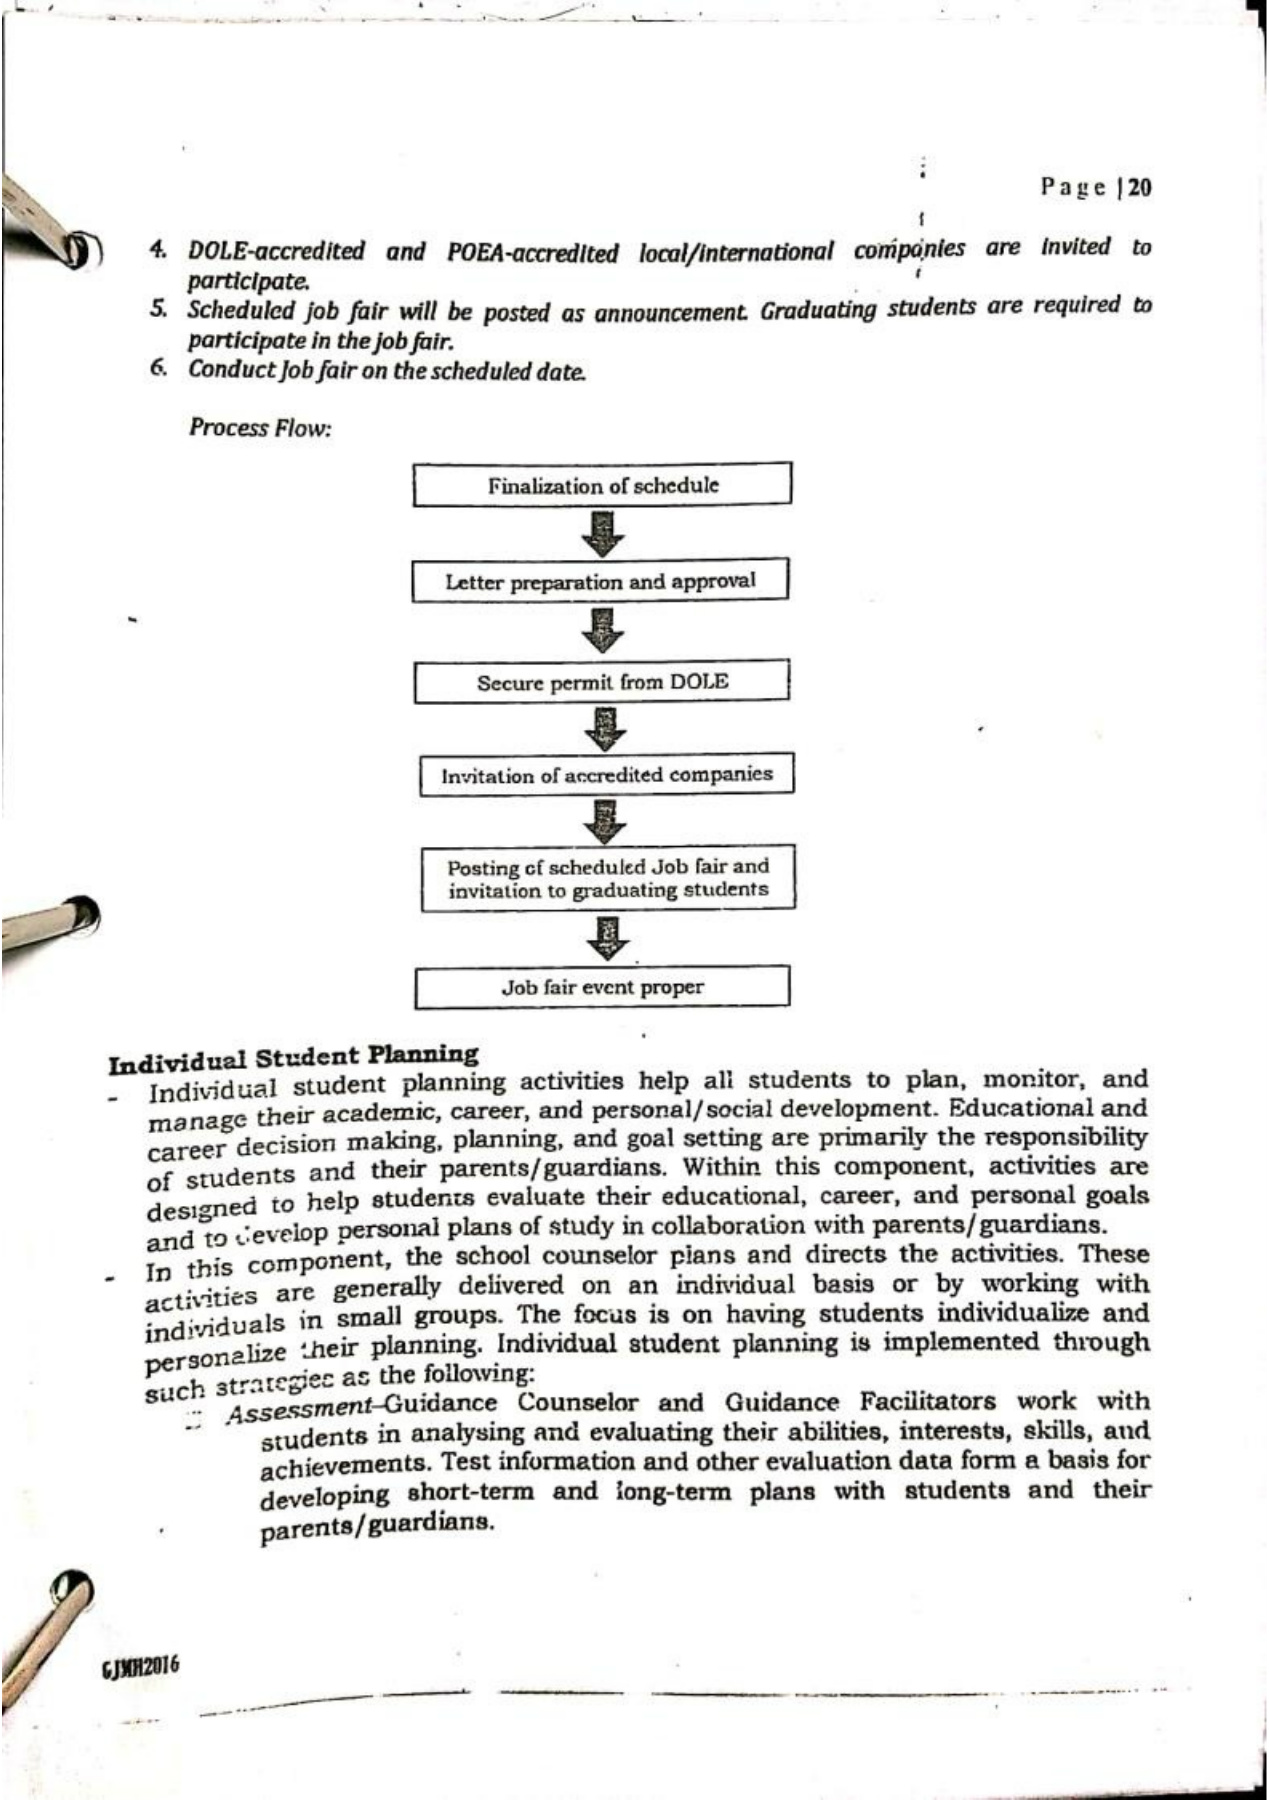 Page | 20
4. DOLE-accredited and POEA-accredited local/international companies are invited to
participate.
5. Scheduled job fair will be posted as announcement. Graduating students are required to
participate in the job fair.
6. Conduct Job fair on the scheduled date.
Process Flow:
Finalization of schedule
Letter preparation and approval
Secure permit from DOLE
Invitation of accredited companies
Posting of scheduled Job fair and
invitation to graduating students
Job fair event proper
Individual Student Planning
- Individual student planning activities help all students to plan, monitor, and
manage their academic, career, and personal/social development. Educational and
career decision making, planning, and goal setting are primarily the responsibility
of students and their parents/guardians. Within this component, activities are
designed to help students evaluate their educational, career, and personal goals
and to develop personal plans of study in collaboration with parents/guardians.
- In this component, the school counselor plans and directs the activities. These
activities are generally delivered on an individual basis or by working with
individuals in small groups. The focus is on having students individualize and
personalize their planning. Individual student planning is implemented through
such strategies as the following:
Assessment–Guidance Counselor and Guidance Facilitators work with
students in analysing and evaluating their abilities, interests, skills, and
achievements. Test information and other evaluation data form a basis for
developing short-term and long-term plans with students and their
parents/guardians.
GJMH2016